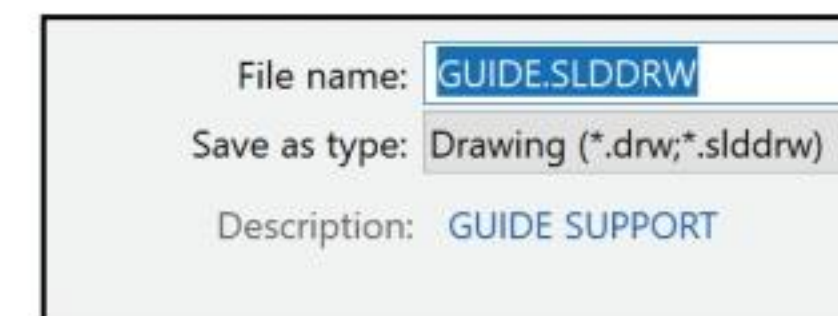 File name: GUIDE.SLDDRW
Save as type: Drawing (*.drw;*.slddrw)
Description: GUIDE SUPPORT